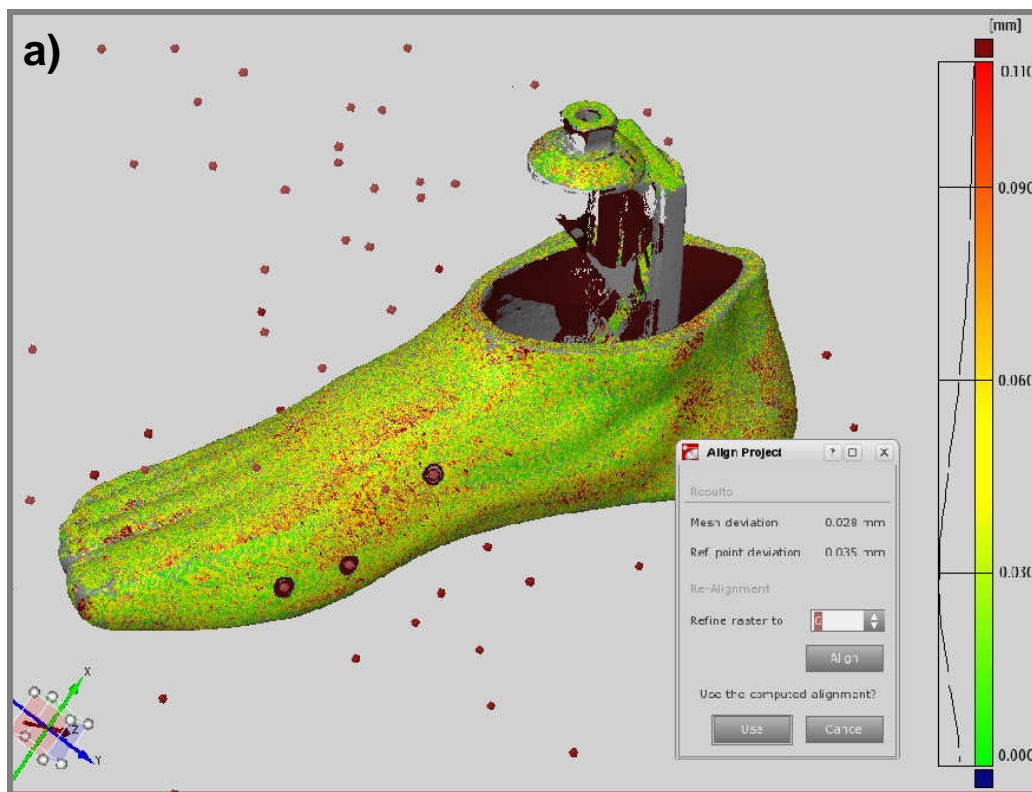 a)
[mm]
0.110
0.090
0.060
0.030
0.000
Align Project
Results
Mesh deviation 0.028 mm
Ref. point deviation 0.035 mm
Re-Alignment
Refine raster to
Align
Use the computed alignment?
Use Cancel
X
Z
Y